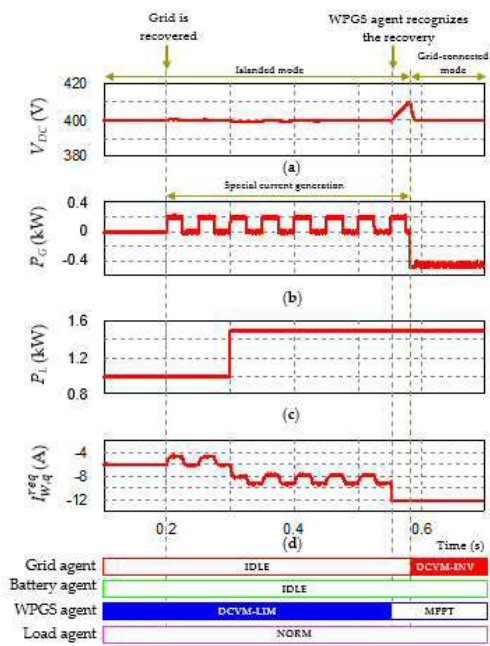 Grid is
recovered
WPGS agent recognizes
the recovery
Grid-connected
mode
Islanded mode
420
400
380
V_DC (V)
(a)
Special current generation
0.4
0
-0.4
P_G (kW)
(b)
1.6
1.2
0.8
P_L (kW)
(c)
-4
-8
-12
I_W,q^req (A)
0.2
0.4
0.6
(d)
Time (s)
Grid agent
IDLE
DCVM-INV
Battery agent
IDLE
WPGS agent
DCVM-LIM
MPPT
Load agent
NORM